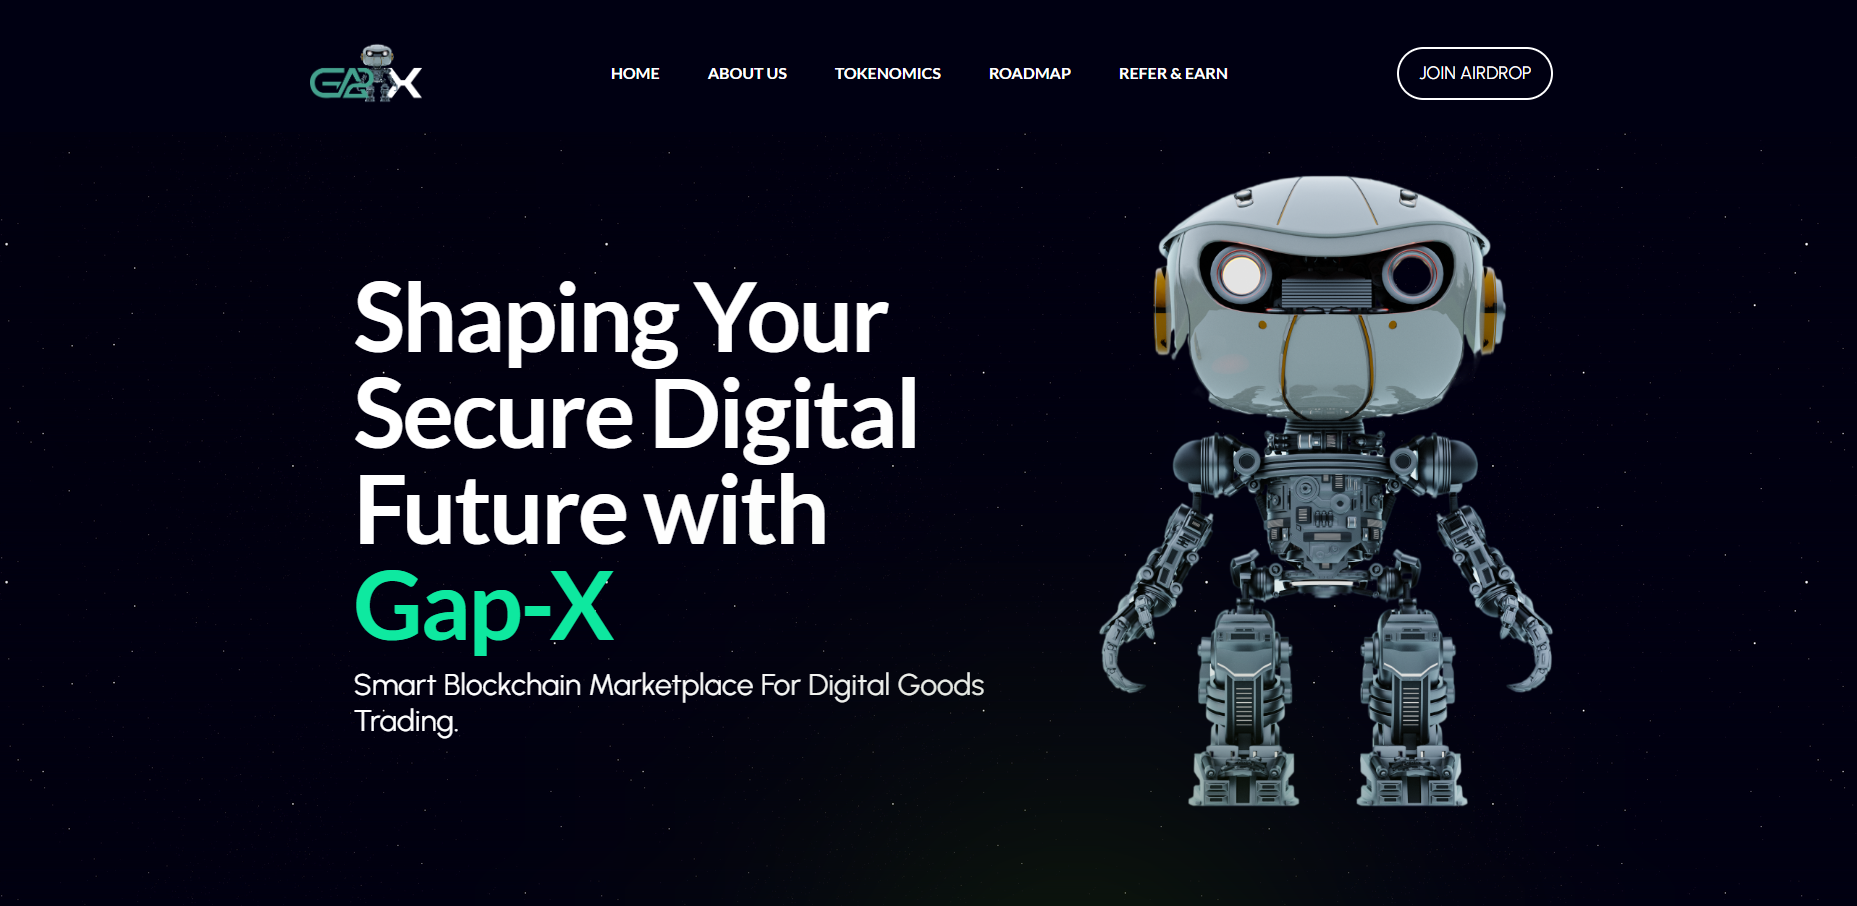 GAP X
HOME
ABOUT US
TOKENOMICS
ROADMAP
REFER & EARN
JOIN AIRDROP
Shaping Your
Secure Digital
Future with
Gap-X
Smart Blockchain Marketplace For Digital Goods
Trading.